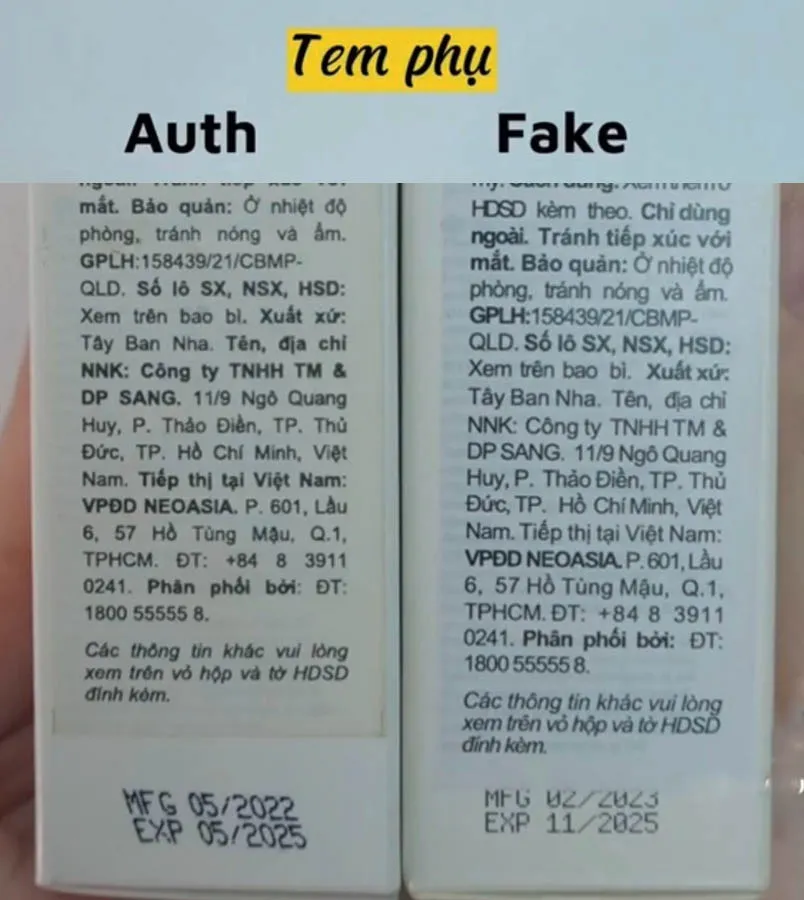 Tem phụ
Auth
Fake
ngoài. Tránh tiếp xúc với
mắt. Bảo quản: Ở nhiệt độ
phòng, tránh nóng và ẩm.
GPLH:158439/21/CBMP-
QLD. Số lô SX, NSX, HSD:
Xem trên bao bì. Xuất xứ:
Tây Ban Nha. Tên, địa chỉ
NNK: Công ty TNHH TM &
DP SANG. 11/9 Ngô Quang
Huy, P. Thảo Điền, TP. Thủ
Đức, TP. Hồ Chí Minh, Việt
Nam. Tiếp thị tại Việt Nam:
VPĐD NEOASIA. P. 601, Lầu
6, 57 Hồ Tùng Mậu, Q.1,
TPHCM. ĐT: +84 8 3911
0241. Phân phối bởi: ĐT:
1800 55555 8.
Các thông tin khác vui lòng
xem trên vỏ hộp và tờ HDSD
đính kèm.
MFG 05/2022
EXP 05/2025
mỹ. Cách dùng: Xem thêm ở
HDSD kèm theo. Chỉ dùng
ngoài. Tránh tiếp xúc với
mắt. Bảo quản: Ở nhiệt độ
phòng, tránh nóng và ẩm.
GPLH:158439/21/CBMP-
QLD. Số lô SX, NSX, HSD:
Xem trên bao bì. Xuất xứ:
Tây Ban Nha. Tên, địa chỉ
NNK: Công ty TNHH TM &
DP SANG. 11/9 Ngô Quang
Huy, P. Thảo Điền, TP. Thủ
Đức, TP. Hồ Chí Minh, Việt
Nam. Tiếp thị tại Việt Nam:
VPĐD NEOASIA. P. 601, Lầu
6, 57 Hồ Tùng Mậu, Q.1,
TPHCM. ĐT: +84 8 3911
0241. Phân phối bởi: ĐT:
1800 55555 8.
Các thông tin khác vui lòng
xem trên vỏ hộp và tờ HDSD
đính kèm.
MFG 02/2023
EXP 11/2025